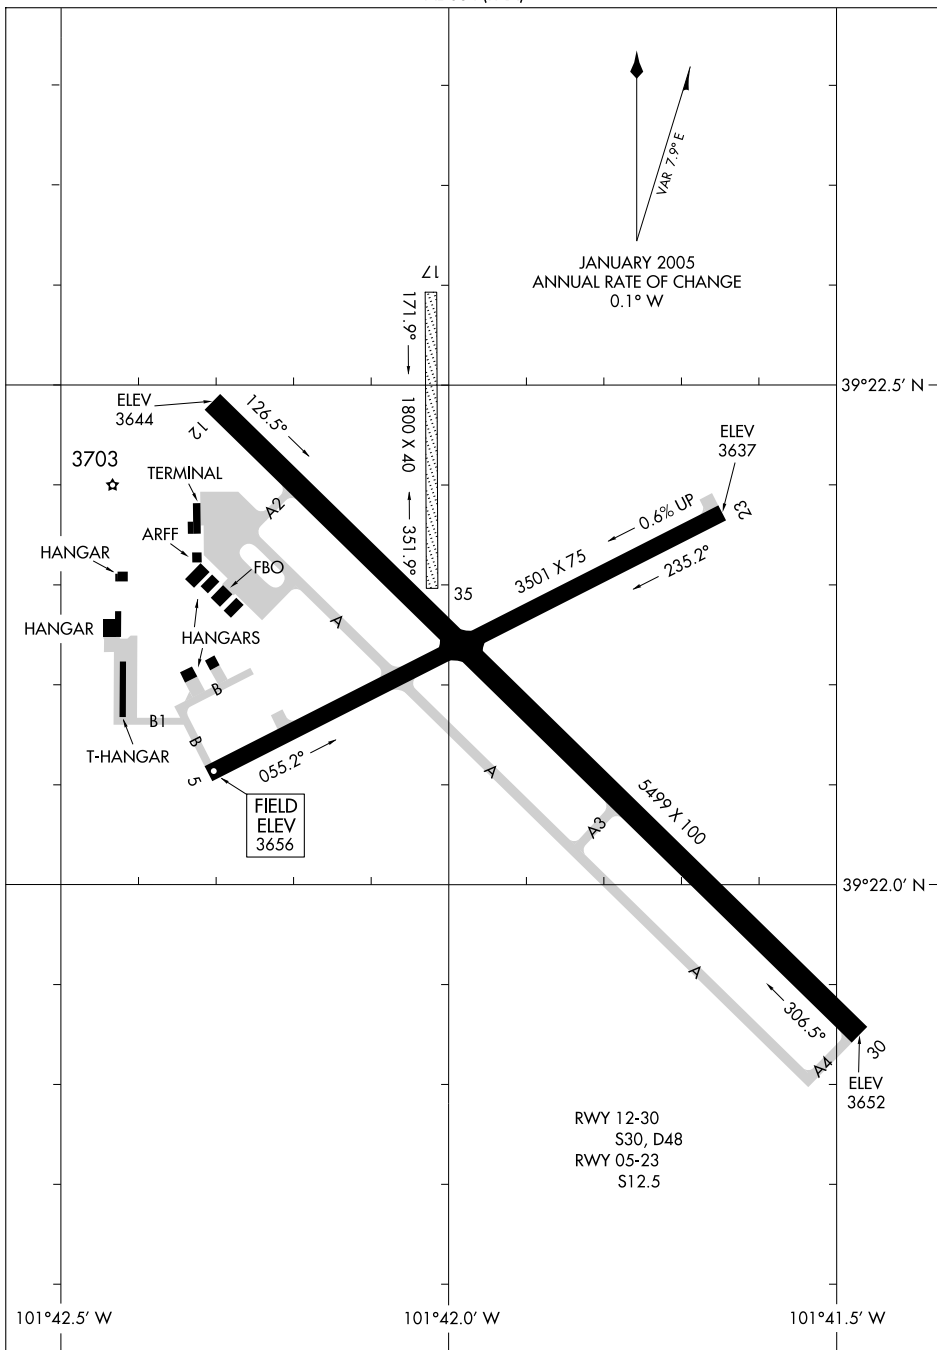 VAR 7.9° E
JANUARY 2005
ANNUAL RATE OF CHANGE
0.1° W
17
171.9°
1800 X 40
351.9°
35
39°22.5' N
ELEV
3644
126.5°
12
ELEV
3637
3703
TERMINAL
A2
23
0.6% UP
ARFF
3501 X 75
235.2°
HANGAR
FBO
HANGAR
A
HANGARS
B
B1
B
T-HANGAR
5
055.2°
A
FIELD
ELEV
3656
5499 X 100
A3
39°22.0' N
A
306.5°
30
A4
ELEV
3652
RWY 12-30
S30, D48
RWY 05-23
S12.5
101°42.5' W
101°42.0' W
101°41.5' W